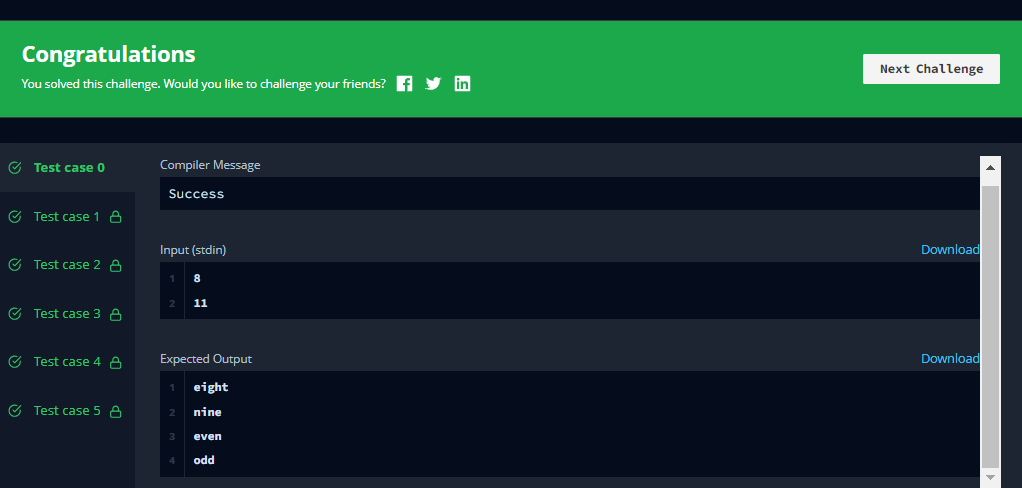 Congratulations
You solved this challenge. Would you like to challenge your friends?
Next Challenge
Test case 0
Test case 1
Test case 2
Test case 3
Test case 4
Test case 5
Compiler Message
Success
Input (stdin)
Download
1 8
2 11
Expected Output
Download
1 eight
2 nine
3 even
4 odd